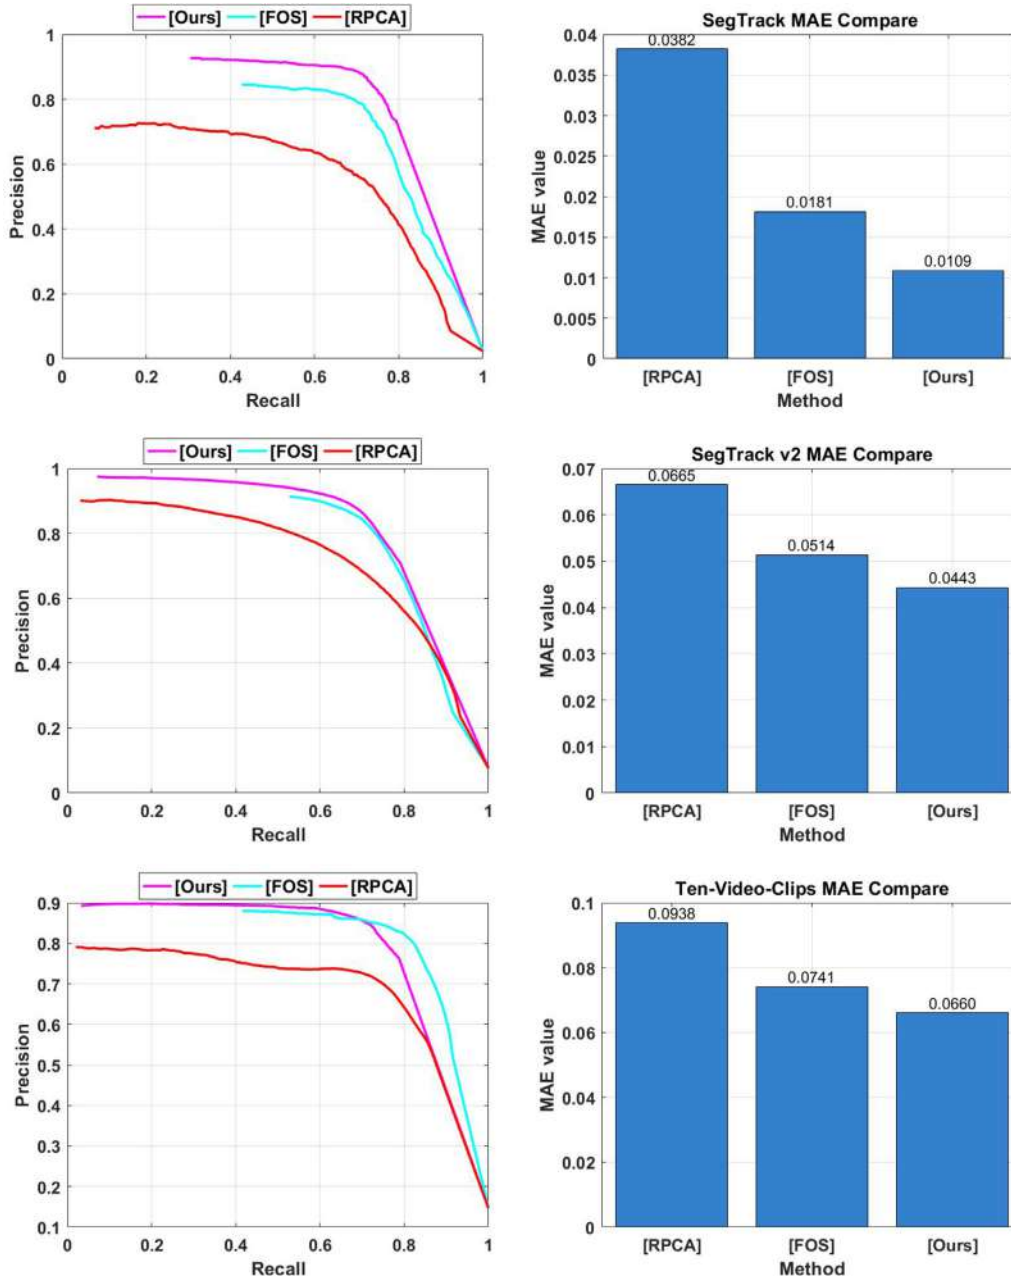 [Ours] [FOS] [RPCA]
1
0.8
0.6
0.4
0.2
0
Precision
0 0.2 0.4 0.6 0.8 1
Recall
SegTrack MAE Compare
0.04
0.035
0.03
0.025
0.02
0.015
0.01
0.005
0
MAE value
0.0382
0.0181
0.0109
[RPCA] [FOS] [Ours]
Method
[Ours] [FOS] [RPCA]
1
0.8
0.6
0.4
0.2
0
Precision
0 0.2 0.4 0.6 0.8 1
Recall
SegTrack v2 MAE Compare
0.07
0.06
0.05
0.04
0.03
0.02
0.01
0
MAE value
0.0665
0.0514
0.0443
[RPCA] [FOS] [Ours]
Method
[Ours] [FOS] [RPCA]
0.9
0.8
0.7
0.6
0.5
0.4
0.3
0.2
0.1
Precision
0 0.2 0.4 0.6 0.8 1
Recall
Ten-Video-Clips MAE Compare
0.1
0.08
0.06
0.04
0.02
0
MAE value
0.0938
0.0741
0.0660
[RPCA] [FOS] [Ours]
Method